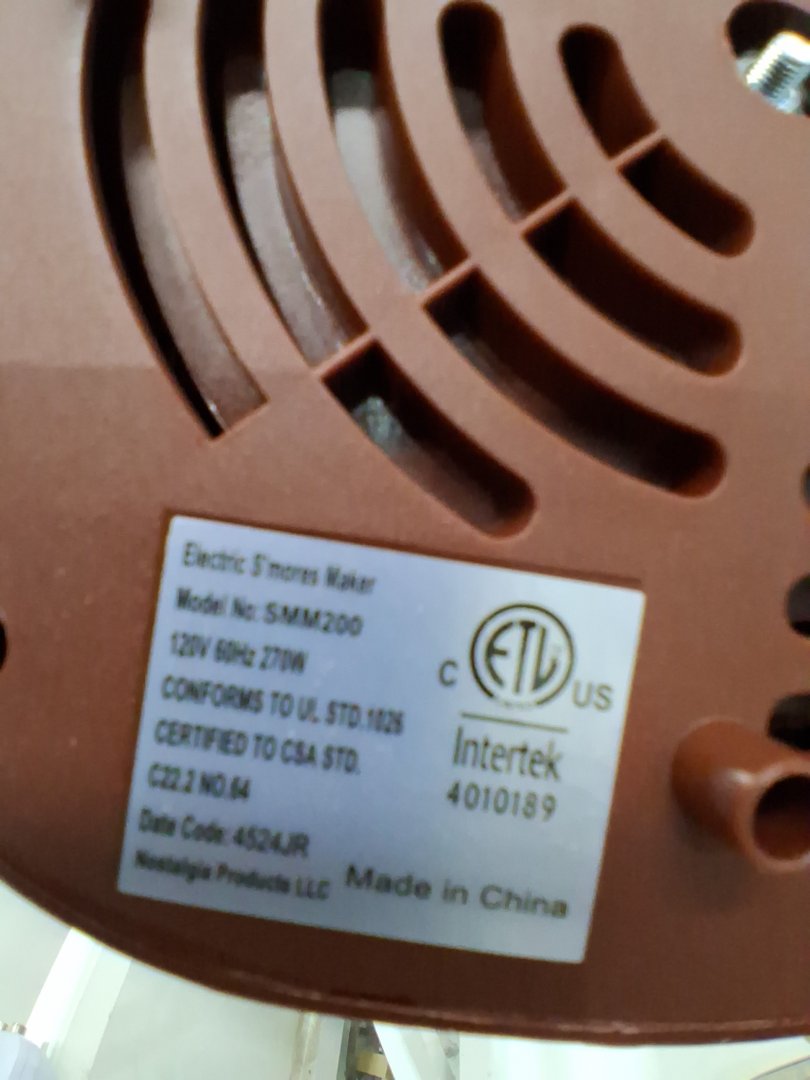 Electric S'mores Maker
Model No: SMM200
120V 60Hz 270W
CONFORMS TO UL STD.1026
CERTIFIED TO CSA STD.
C22.2 NO.64
Date Code: 4524JR
Nostalgia Products LLC
C ETL US
Intertek
4010189
Made in China